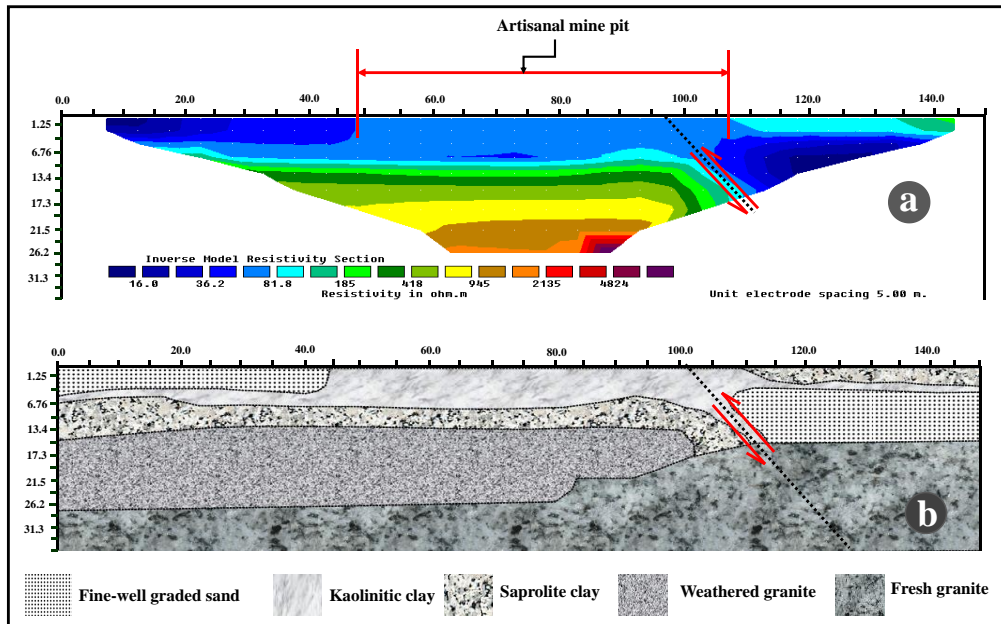 Artisanal mine pit
0.0 20.0 40.0 60.0 80.0 100.0 120.0 140.0
1.25
6.76
13.4
17.3
21.5
26.2
31.3
a
Inverse Model Resistivity Section
16.0 36.2 81.8 185 418 945 2135 4824
Resistivity in ohm.m
Unit electrode spacing 5.00 m.
0.0 20.0 40.0 60.0 80.0 100.0 120.0 140.0
1.25
6.76
13.4
17.3
21.5
26.2
31.3
b
Fine-well graded sand
Kaolinitic clay
Saprolite clay
Weathered granite
Fresh granite